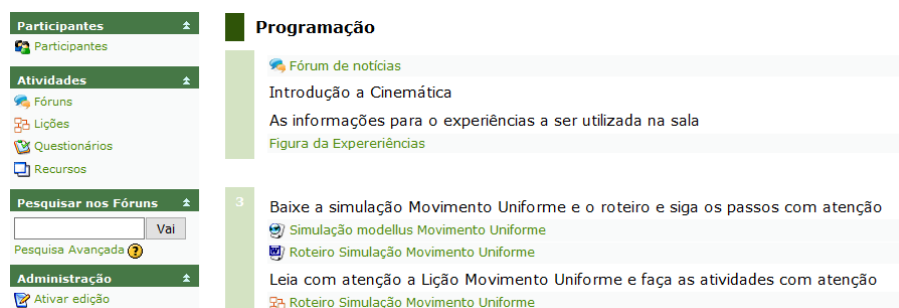 Participantes
Participantes
Atividades
Fóruns
Lições
Questionários
Recursos
Pesquisar nos Fóruns
Vai
Pesquisa Avançada ?
Administração
Ativar edição
Programação
Fórum de notícias
Introdução a Cinemática
As informações para o experiências a ser utilizada na sala
Figura da Expereriências
3
Baixe a simulação Movimento Uniforme e o roteiro e siga os passos com atenção
Simulação modellus Movimento Uniforme
Roteiro Simulação Movimento Uniforme
Leia com atenção a Lição Movimento Uniforme e faça as atividades com atenção
Roteiro Simulação Movimento Uniforme